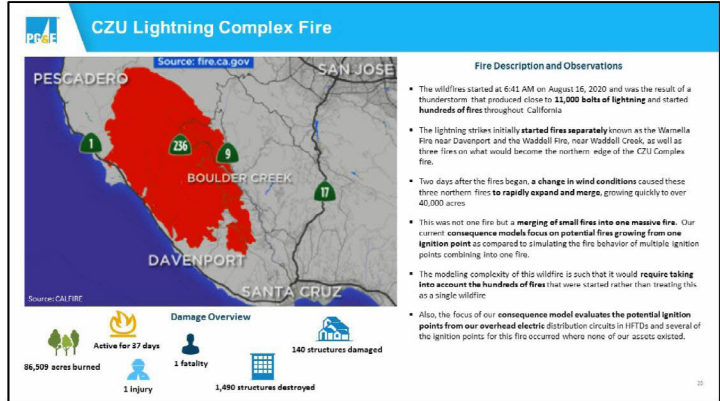 PG&E
CZU Lightning Complex Fire
Source: fire.ca.gov
PESCADERO
SAN JOSE
1
236
9
BOULDER CREEK
17
DAVENPORT
SANTA CRUZ
Source: CALFIRE
Damage Overview
86,509 acres burned
Active for 37 days
1 injury
1 fatality
1,490 structures destroyed
140 structures damaged
Fire Description and Observations
▪ The wildfires started at 6:41 AM on August 16, 2020 and was the result of a
thunderstorm that produced close to 11,000 bolts of lightning and started
hundreds of fires throughout California
▪ The lightning strikes initially started fires separately known as the Warnella
Fire near Davenport and the Waddell Fire, near Waddell Creek, as well as
three fires on what would become the northern edge of the CZU Complex
fire.
▪ Two days after the fires began, a change in wind conditions caused these
three northern fires to rapidly expand and merge, growing quickly to over
40,000 acres
▪ This was not one fire but a merging of small fires into one massive fire. Our
current consequence models focus on potential fires growing from one
ignition point as compared to simulating the fire behavior of multiple ignition
points combining into one fire.
▪ The modeling complexity of this wildfire is such that it would require taking
into account the hundreds of fires that were started rather than treating this
as a single wildfire
▪ Also, the focus of our consequence model evaluates the potential ignition
points from our overhead electric distribution circuits in HFTDs and several of
the ignition points for this fire occurred where none of our assets existed.